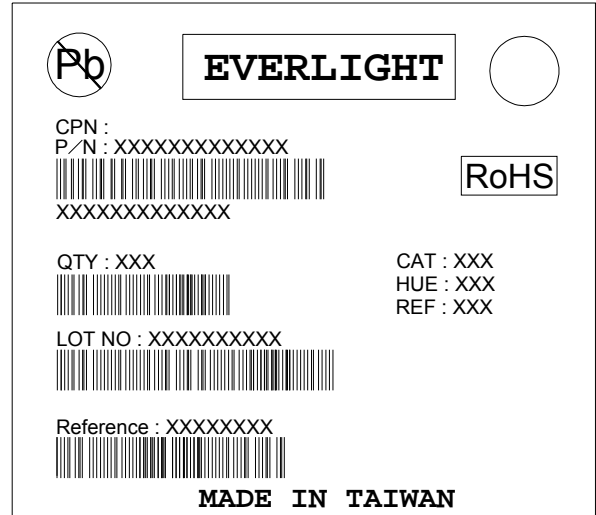 Pb
EVERLIGHT
CPN :
P/N : XXXXXXXXXXXXX
RoHS
XXXXXXXXXXXXX
QTY : XXX
CAT : XXX
HUE : XXX
REF : XXX
LOT NO : XXXXXXXXXX
Reference : XXXXXXXX
MADE IN TAIWAN